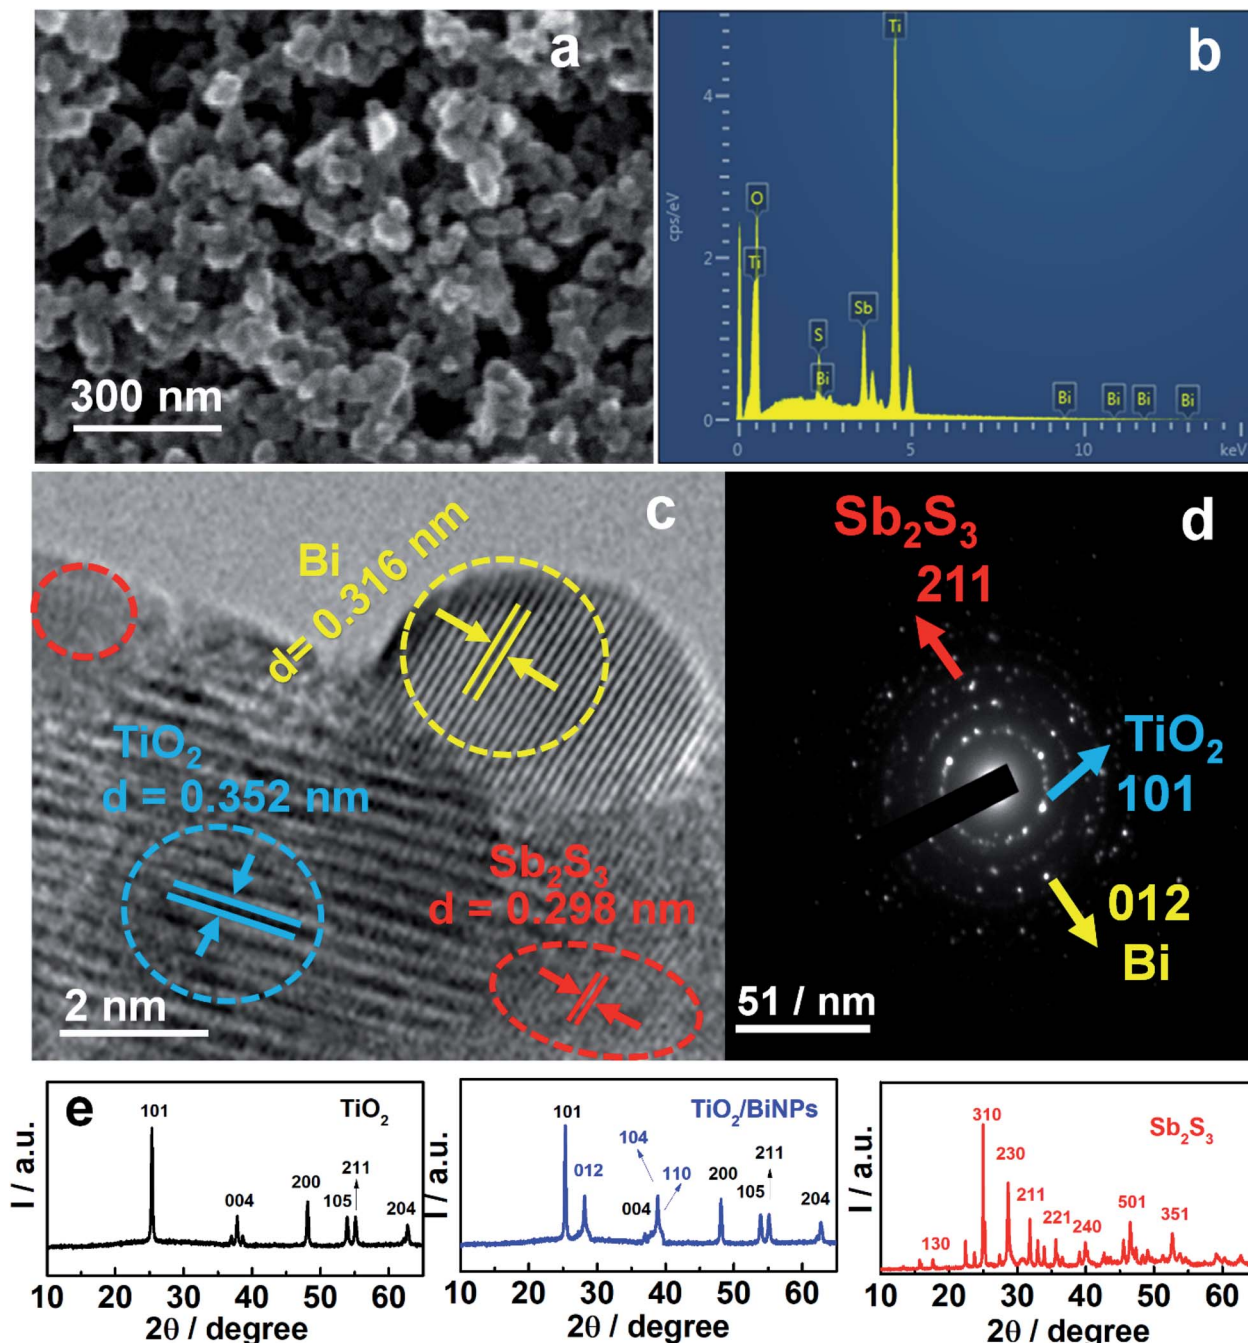 a
300 nm
b
cps/eV
4
2
0
Ti
O
Ti
S
Bi
Sb
Bi
Bi
Bi
Bi
0
5
10
keV
c
Bi
d= 0.316 nm
TiO₂
d = 0.352 nm
Sb₂S₃
d = 0.298 nm
2 nm
d
Sb₂S₃
211
TiO₂
101
012
Bi
51 / nm
e
TiO₂
I / a.u.
101
004
200
105
211
204
10 20 30 40 50 60
2θ / degree
TiO₂/BiNPs
I / a.u.
101
012
104
110
004
200
105
211
204
10 20 30 40 50 60
2θ / degree
Sb₂S₃
I / a.u.
130
310
230
211
221
240
501
351
10 20 30 40 50 60
2θ / degree